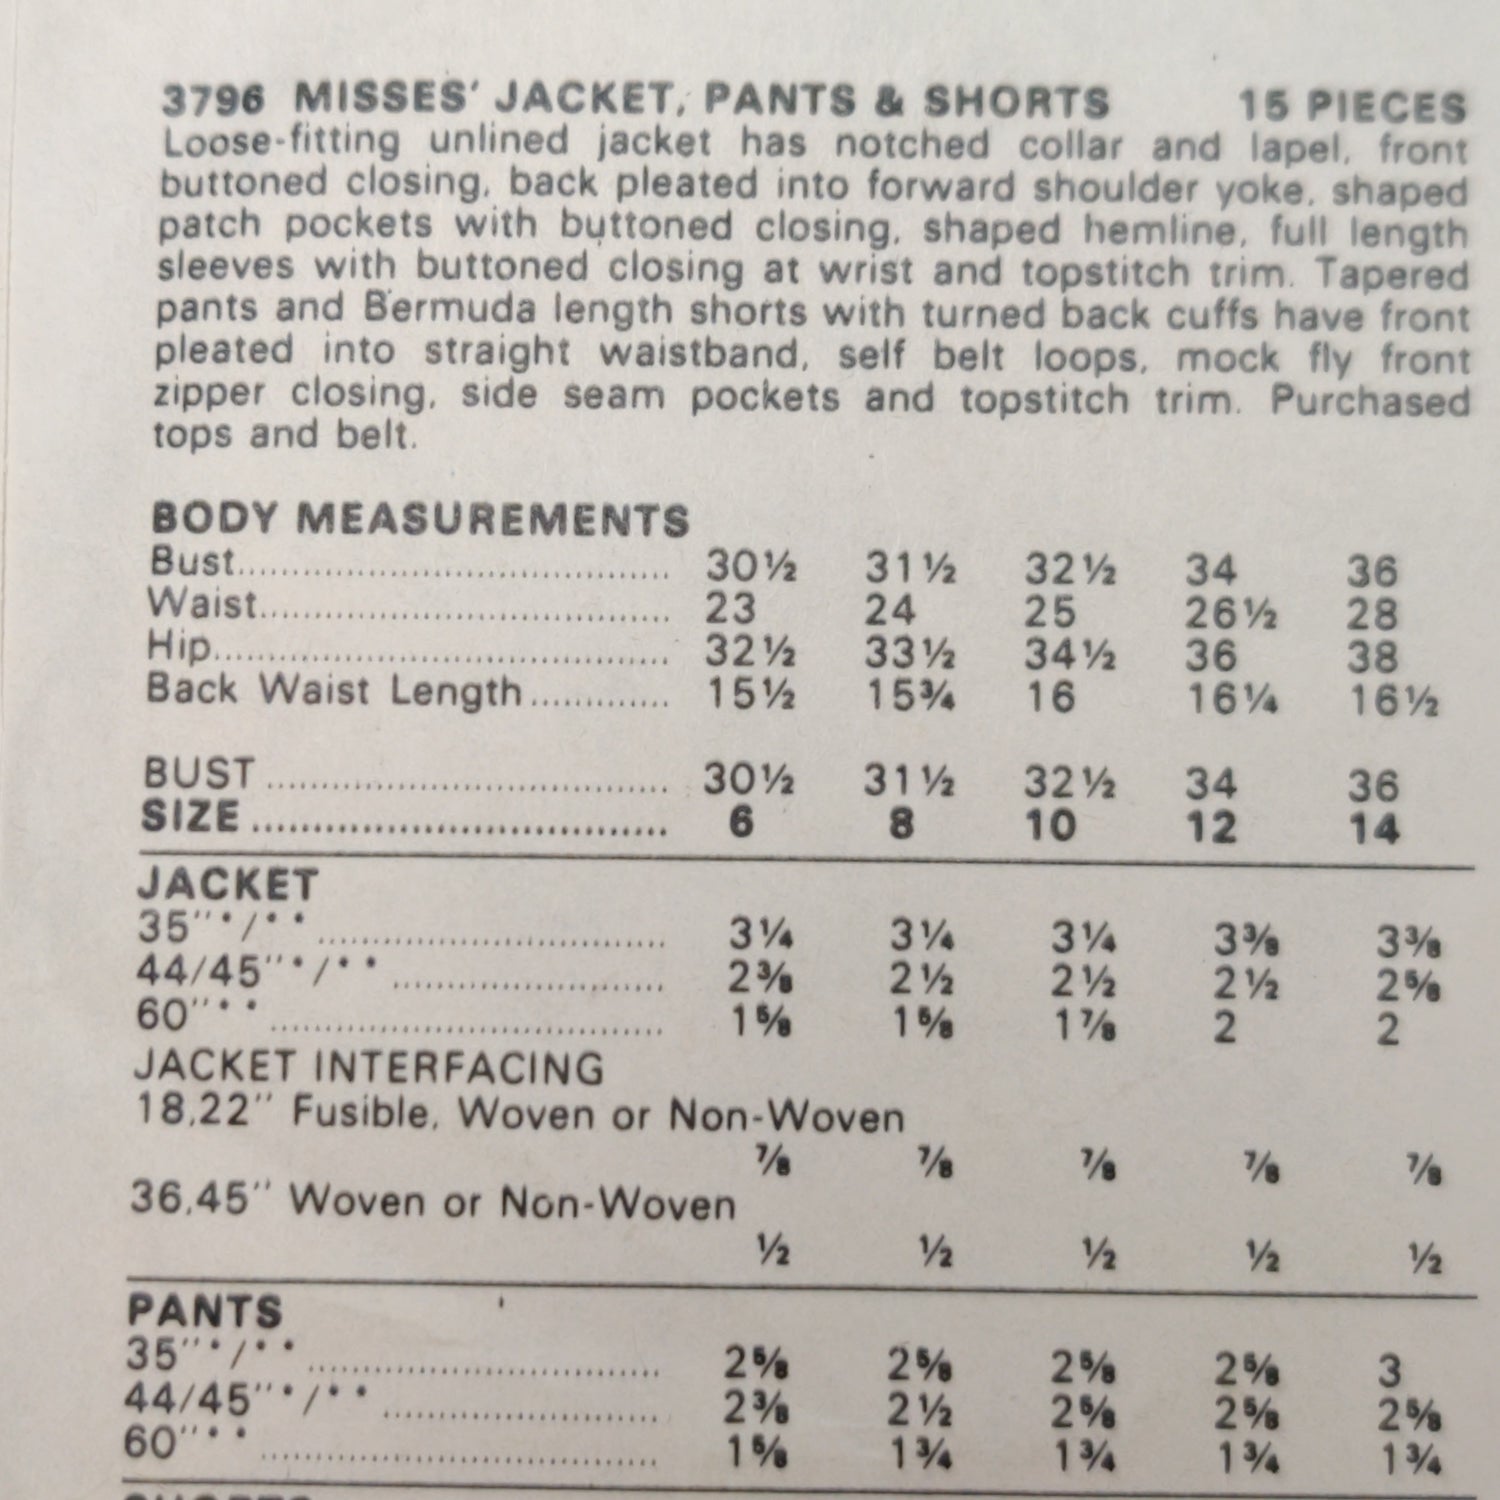 3796 MISSES' JACKET, PANTS & SHORTS 15 PIECES
Loose-fitting unlined jacket has notched collar and lapel, front
buttoned closing, back pleated into forward shoulder yoke, shaped
patch pockets with buttoned closing, shaped hemline, full length
sleeves with buttoned closing at wrist and topstitch trim. Tapered
pants and Bermuda length shorts with turned back cuffs have front
pleated into straight waistband, self belt loops, mock fly front
zipper closing, side seam pockets and topstitch trim. Purchased
tops and belt.
BODY MEASUREMENTS
Bust........................................ 30½ 31½ 32½ 34 36
Waist...................................... 23 24 25 26½ 28
Hip.......................................... 32½ 33½ 34½ 36 38
Back Waist Length............. 15½ 15¾ 16 16¼ 16½
BUST ..................................... 30½ 31½ 32½ 34 36
SIZE ................................... 6 8 10 12 14
JACKET
35"*/** ................................ 3¼ 3¼ 3¼ 3⅜ 3⅜
44/45"*/** ......................... 2⅜ 2½ 2½ 2½ 2⅝
60"** .................................... 1⅝ 1⅝ 1⅞ 2 2
JACKET INTERFACING
18,22" Fusible, Woven or Non-Woven
⅞ ⅞ ⅞ ⅞ ⅞
36,45" Woven or Non-Woven
½ ½ ½ ½ ½
PANTS
35"*/** ................................ 2⅝ 2⅝ 2⅝ 2⅝ 3
44/45"*/** ......................... 2⅜ 2½ 2⅝ 2⅝ 2⅝
60"** .................................... 1⅝ 1¾ 1¾ 1¾ 1¾